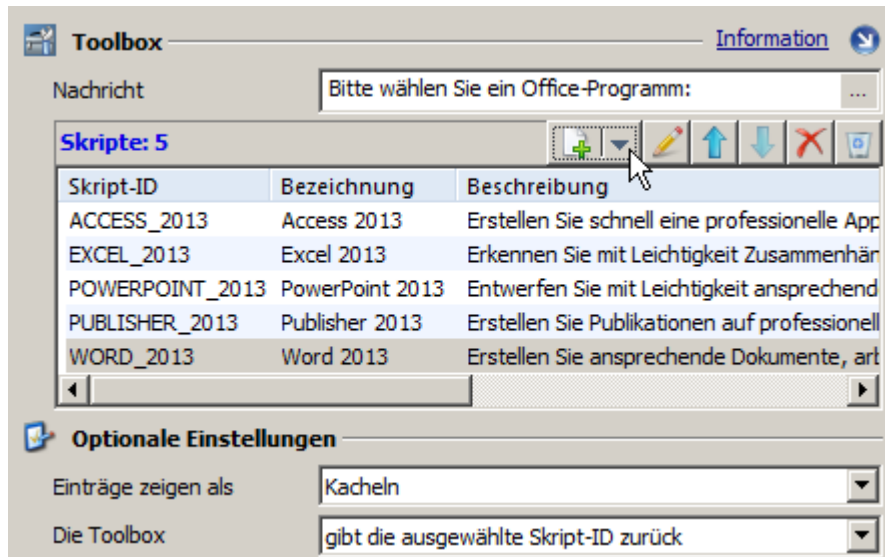 Toolbox Information
Nachricht Bitte wählen Sie ein Office-Programm: ...
Skripte: 5
Skript-ID Bezeichnung Beschreibung
ACCESS_2013 Access 2013 Erstellen Sie schnell eine professionelle App
EXCEL_2013 Excel 2013 Erkennen Sie mit Leichtigkeit Zusammenhän
POWERPOINT_2013 PowerPoint 2013 Entwerfen Sie mit Leichtigkeit ansprechend
PUBLISHER_2013 Publisher 2013 Erstellen Sie Publikationen auf professionell
WORD_2013 Word 2013 Erstellen Sie ansprechende Dokumente, arb
Optionale Einstellungen
Einträge zeigen als Kacheln
Die Toolbox gibt die ausgewählte Skript-ID zurück